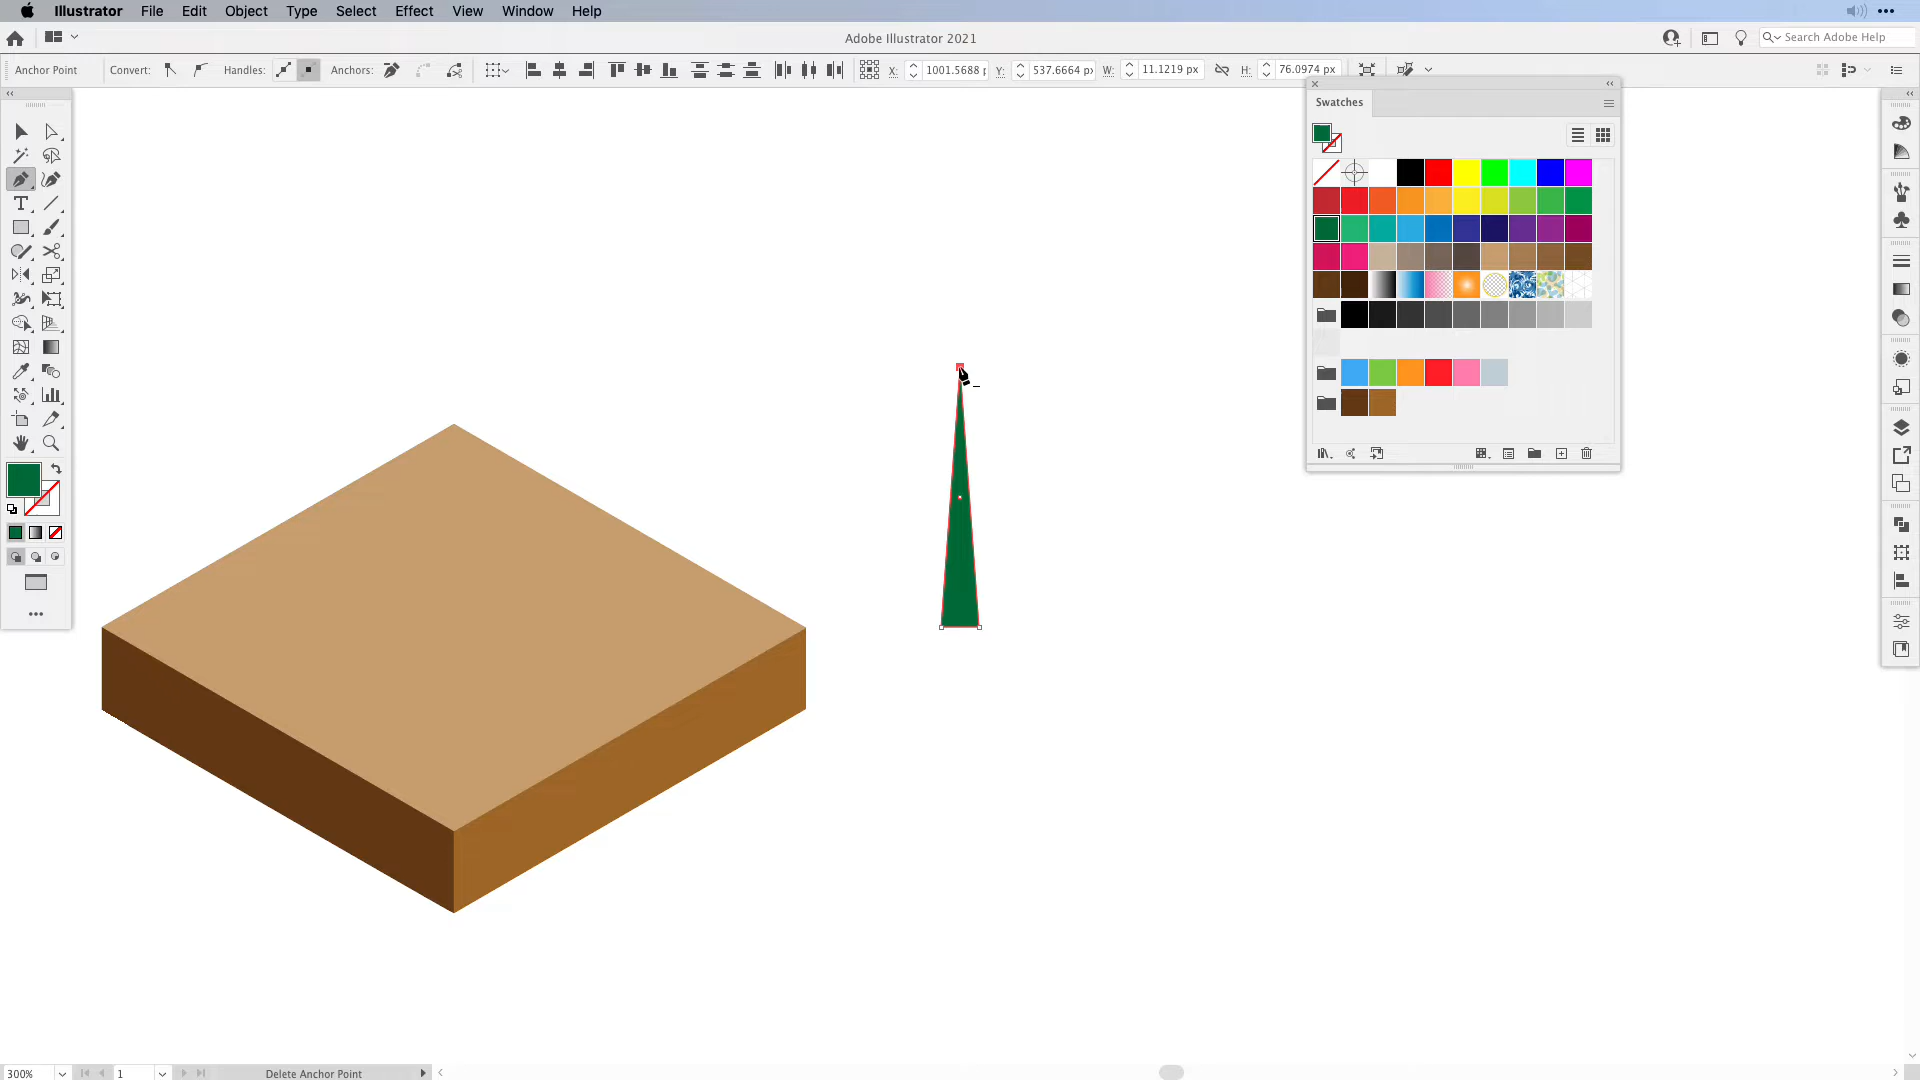 Illustrator File Edit Object Type Select Effect View Window Help
Adobe Illustrator 2021
Search Adobe Help
Anchor Point Convert: Handles: Anchors: X: 1001.5688 Y: 537.6664 px W: 11.1219 px H: 76.0974 px
Swatches
300% 1 Delete Anchor Point